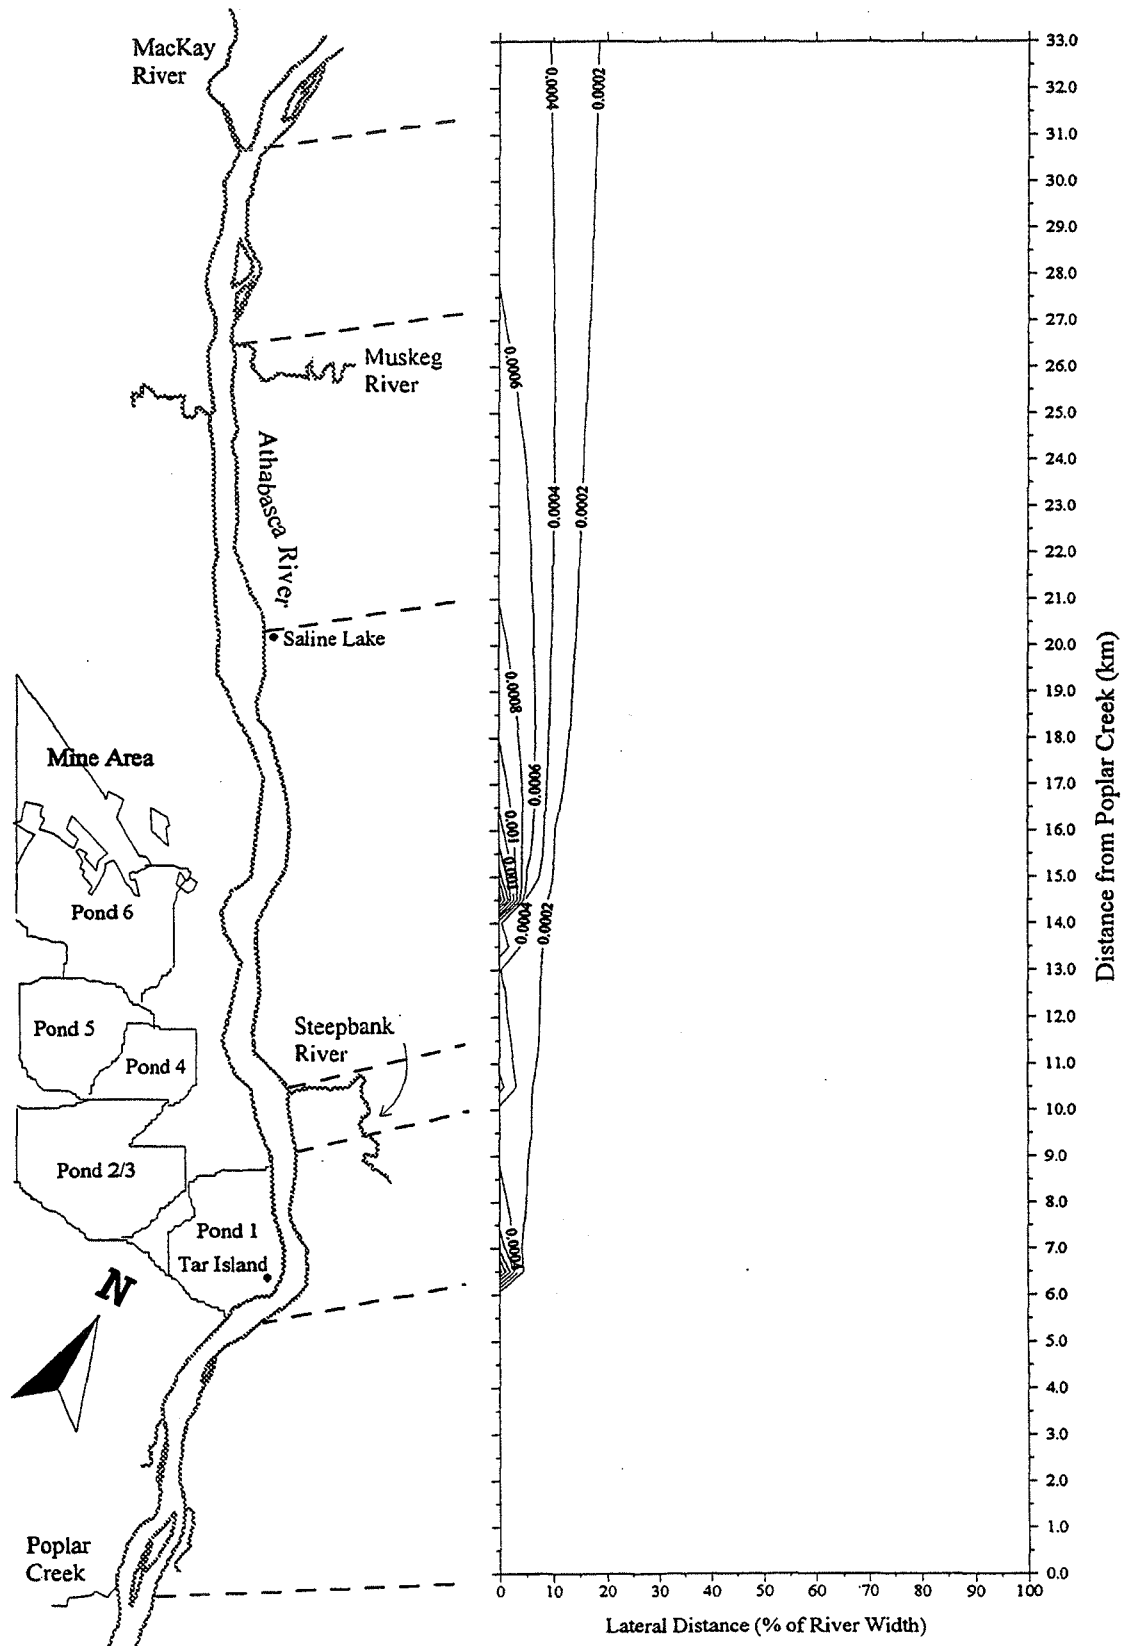 MacKay
River
Muskeg
River
Athabasca River
Saline Lake
Mine Area
Pond 6
Pond 5
Pond 4
Steepbank
River
Pond 2/3
Pond 1
Tar Island
N
Poplar
Creek
0.0004
0.0002
0.0006
0.0004
0.0002
0.0008
0.0006
0.001
0.001
0.0004
0.0002
0.0004
33.0
32.0
31.0
30.0
29.0
28.0
27.0
26.0
25.0
24.0
23.0
22.0
21.0
20.0
19.0
18.0
17.0
16.0
15.0
14.0
13.0
12.0
11.0
10.0
9.0
8.0
7.0
6.0
5.0
4.0
3.0
2.0
1.0
0.0
Distance from Poplar Creek (km)
0 10 20 30 40 50 60 70 80 90 100
Lateral Distance (% of River Width)